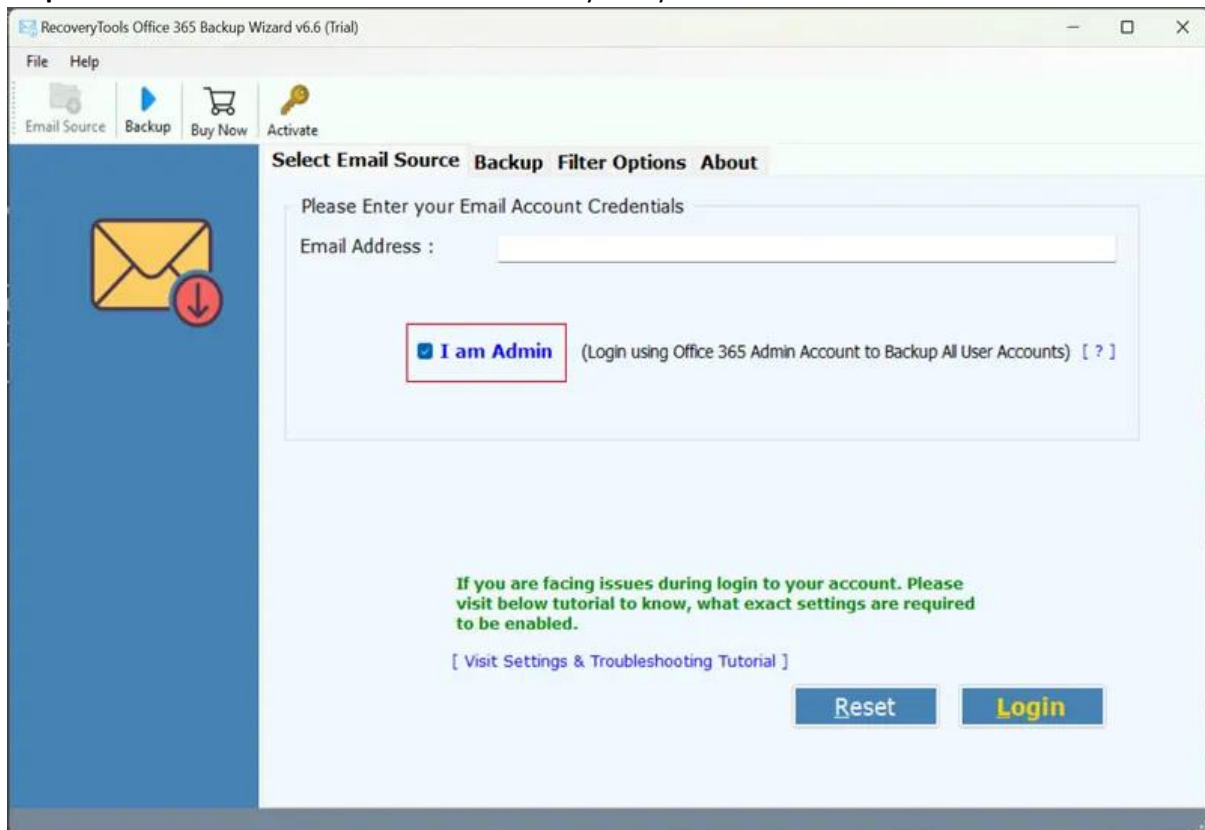 RecoveryTools Office 365 Backup Wizard v6.6 (Trial)
File Help
Email Source Backup Buy Now Activate
Select Email Source Backup Filter Options About
Please Enter your Email Account Credentials
Email Address :
I am Admin (Login using Office 365 Admin Account to Backup All User Accounts) [ ? ]
If you are facing issues during login to your account. Please
visit below tutorial to know, what exact settings are required
to be enabled.
[ Visit Settings & Troubleshooting Tutorial ]
Reset Login